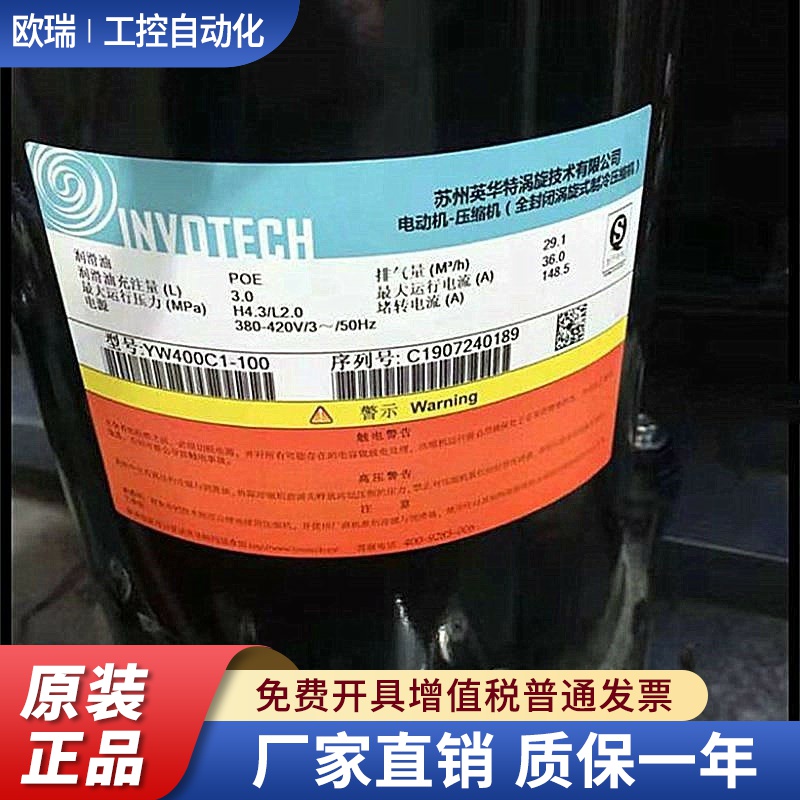 欧瑞 | 工控自动化
INVOTECH
苏州英华特涡旋技术有限公司
电动机-压缩机（全封闭涡旋式制冷压缩机）
润滑油 POE
润滑油充注量 (L) 3.0
最大运行压力 (MPa) H4.3/L2.0
电源 380-420V/3～/50Hz
排气量 (M³/h) 29.1
最大运行电流 (A) 36.0
堵转电流 (A) 148.5
型号:YW400C1-100
序列号: C1907240189
警示 Warning
触电警告
高压警告
注 意
原装
正品
免费开具增值税普通发票
厂家直销 质保一年